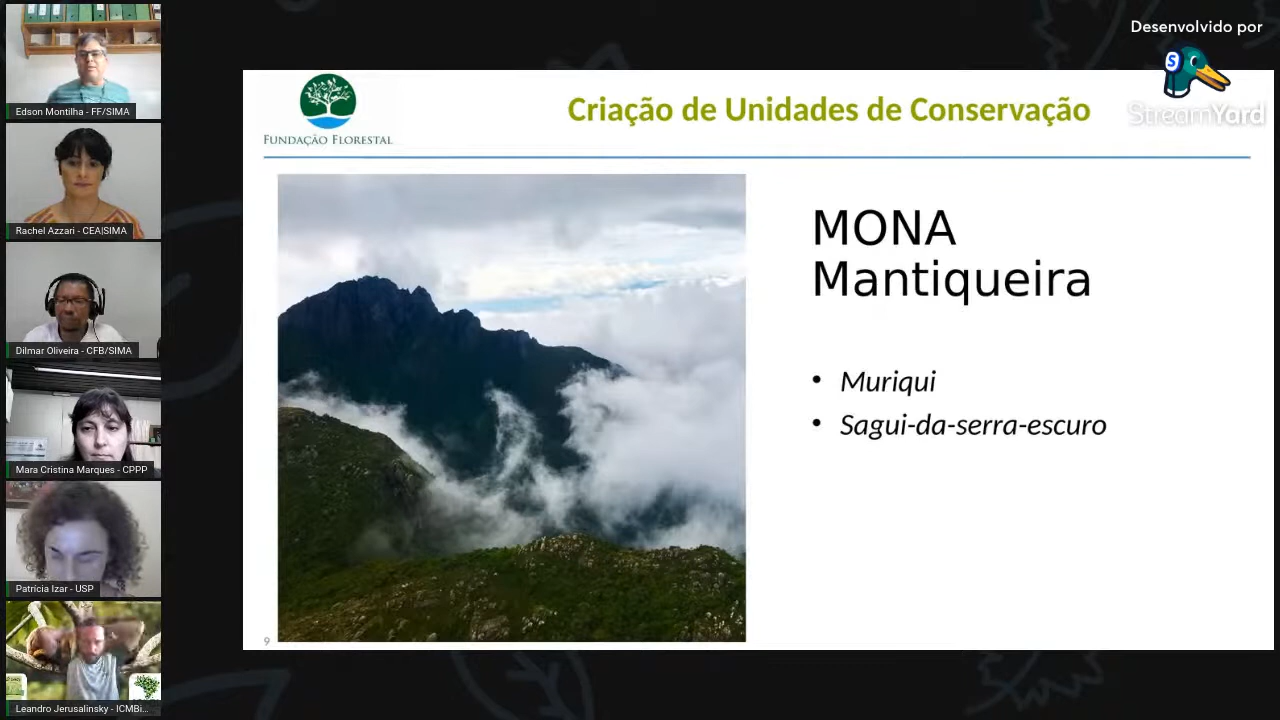 Edson Montilha - FF/SIMA
Rachel Azzari - CEA|SIMA
Dilmar Oliveira - CFB/SIMA
Mara Cristina Marques - CPPP
Patrícia Izar - USP
Leandro Jerusalinsky - ICMBi...
Desenvolvido por
S
StreamYard
FUNDAÇÃO FLORESTAL
Criação de Unidades de Conservação
MONA
Mantiqueira
• Muriqui
• Sagui-da-serra-escuro
9